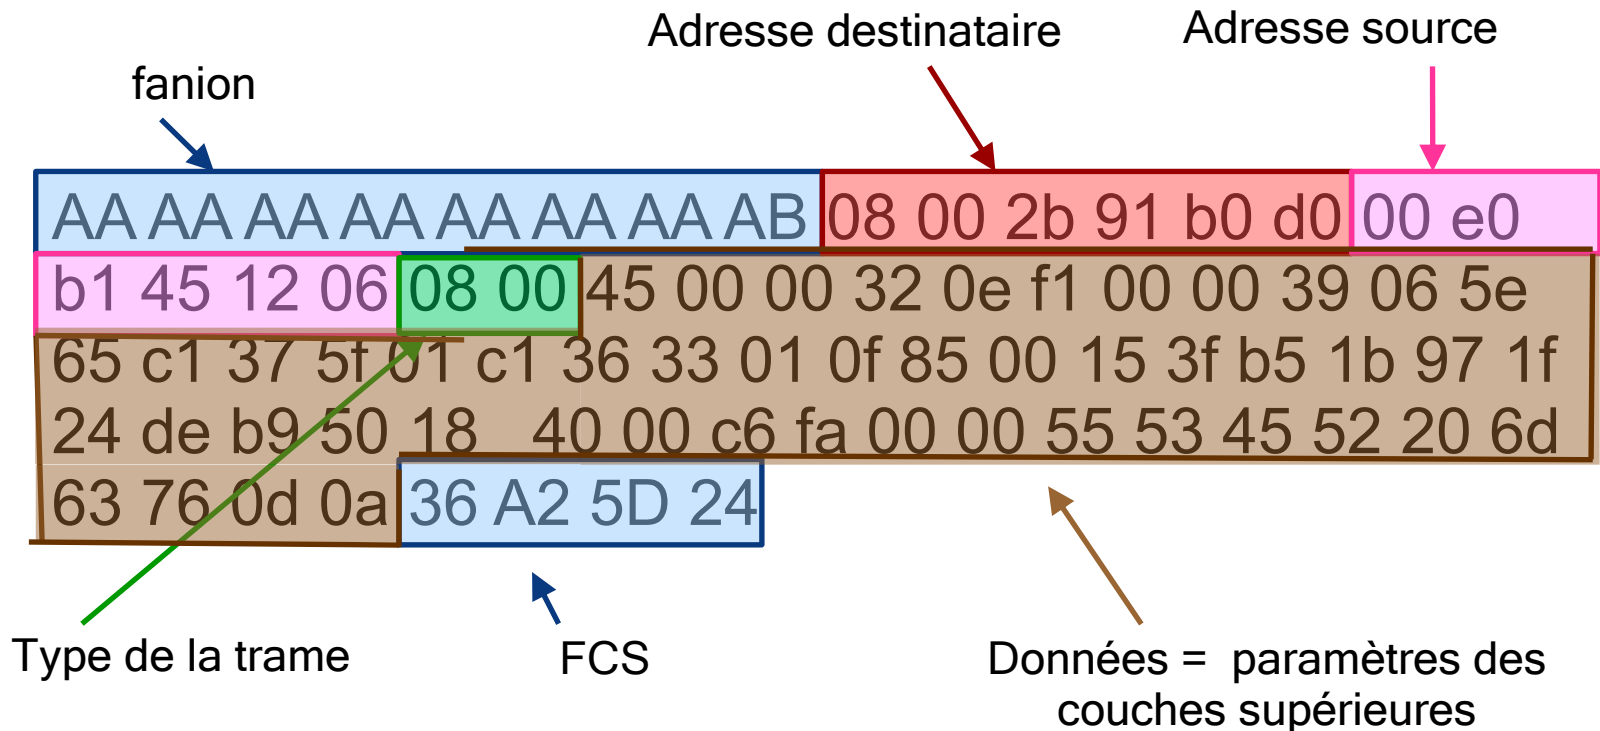 Adresse destinataire
Adresse source
fanion
AA AA AA AA AA AA AA AB 08 00 2b 91 b0 d0 00 e0
b1 45 12 06 08 00 45 00 00 32 0e f1 00 00 39 06 5e
65 c1 37 5f 01 c1 36 33 01 0f 85 00 15 3f b5 1b 97 1f
24 de b9 50 18 40 00 c6 fa 00 00 55 53 45 52 20 6d
63 76 0d 0a 36 A2 5D 24
Type de la trame
FCS
Données = paramètres des
couches supérieures